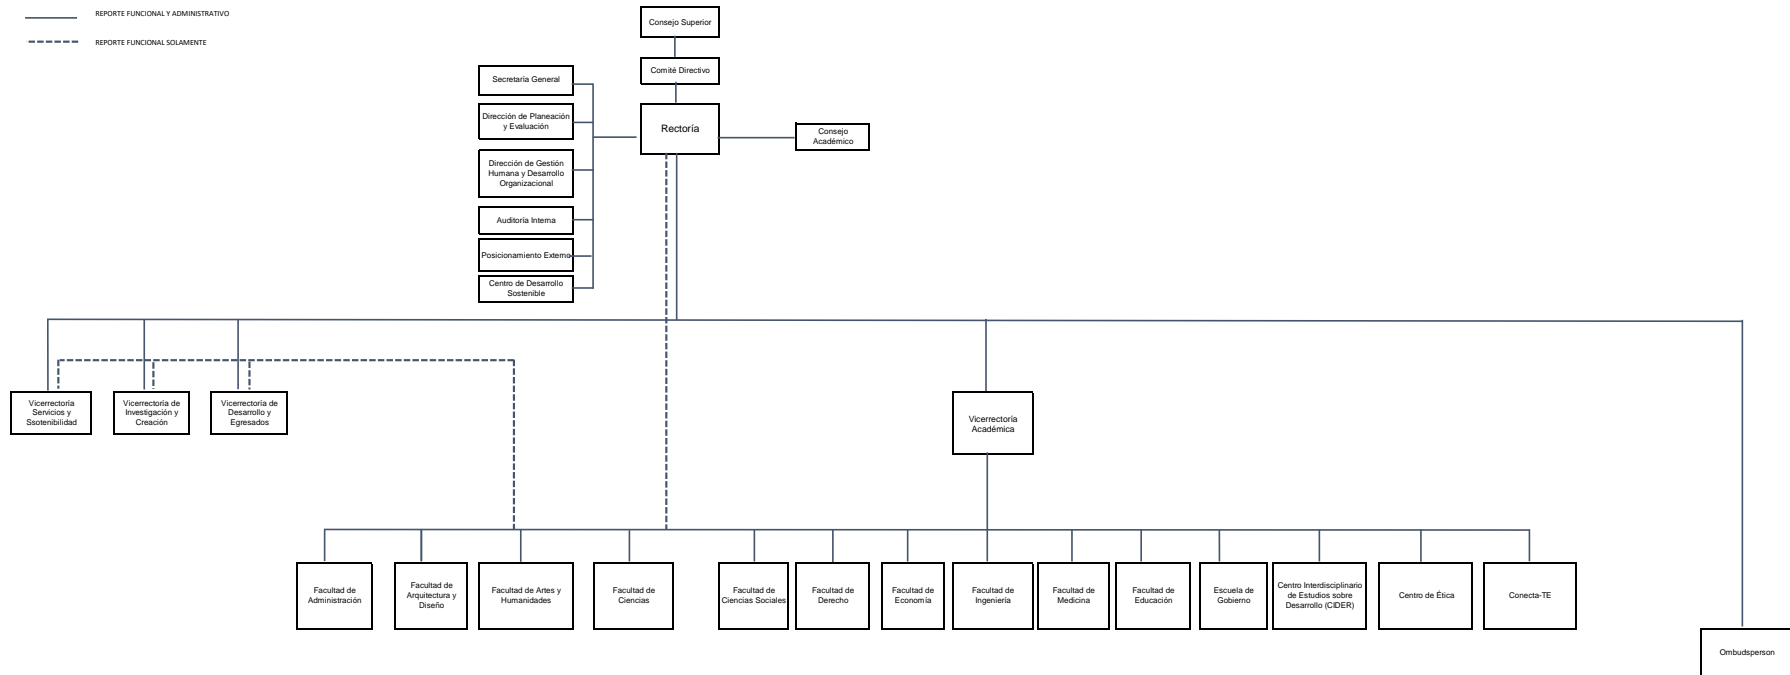 REPORTE FUNCIONAL Y ADMINISTRATIVO
REPORTE FUNCIONAL SOLAMENTE
Consejo Superior
Comité Directivo
Rectoría
Consejo
Académico
Secretaría General
Dirección de Planeación
y Evaluación
Dirección de Gestión
Humana y Desarrollo
Organizacional
Auditoría Interna
Posicionamiento Externo
Centro de Desarrollo
Sostenible
Vicerrectoría
Servicios y
Ssotenibilidad
Vicerrectoría de
Investigación y
Creación
Vicerrectoría de
Desarrollo y
Egresados
Vicerrectoría
Académica
Facultad de
Administración
Facultad de
Arquitectura y
Diseño
Facultad de Artes y
Humanidades
Facultad de
Ciencias
Facultad de
Ciencias Sociales
Facultad de
Derecho
Facultad de
Economía
Facultad de
Ingeniería
Facultad de
Medicina
Facultad de
Educación
Escuela de
Gobierno
Centro Interdisciplinario
de Estudios sobre
Desarrollo (CIDER)
Centro de Ética
Conecta-TE
Ombudsperson